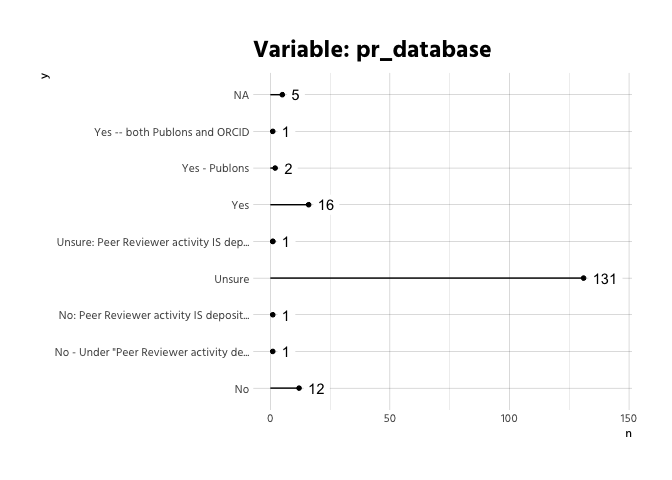 Variable: pr_database
y
NA 5
Yes -- both Publons and ORCID 1
Yes - Publons 2
Yes 16
Unsure: Peer Reviewer activity IS dep... 1
Unsure 131
No: Peer Reviewer activity IS deposit... 1
No - Under "Peer Reviewer activity de... 1
No 12
0 50 100 150
n